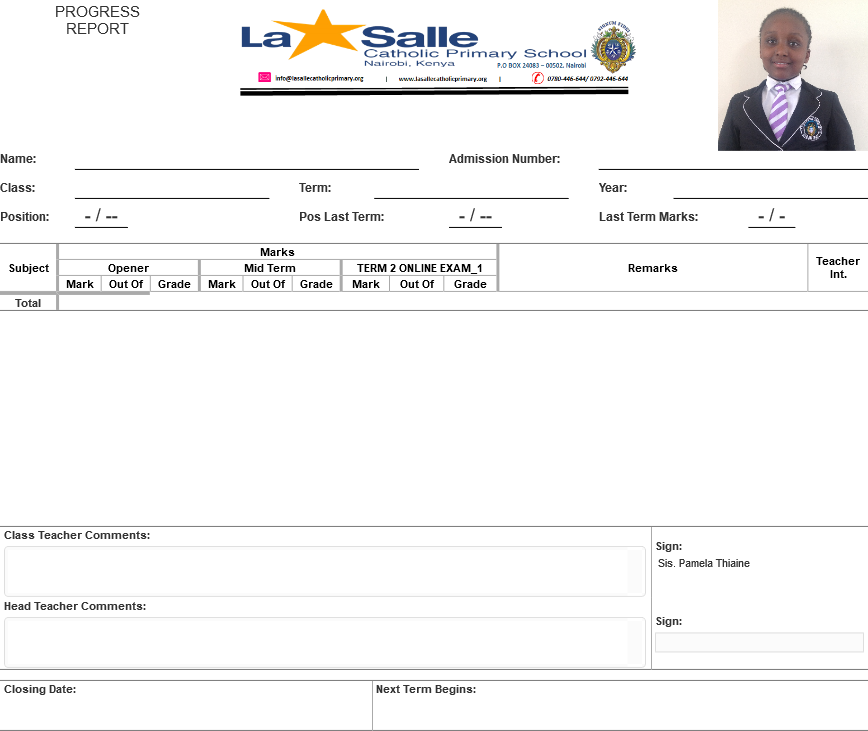 PROGRESS
REPORT
La Salle
Catholic Primary School
Nairobi, Kenya
P.O BOX 24083 – 00502, Nairobi
info@lasallecatholicprimary.org | www.lasallecatholicprimary.org | 0780-446-644/ 0792-446-644
Name: Admission Number:
Class: Term: Year:
Position: - / -- Pos Last Term: - / -- Last Term Marks: - / -
Marks
Subject Opener Mid Term TERM 2 ONLINE EXAM_1 Remarks Teacher Int.
Mark Out Of Grade Mark Out Of Grade Mark Out Of Grade
Total
Class Teacher Comments:
Sign:
Sis. Pamela Thiaine
Head Teacher Comments:
Sign:
Closing Date: Next Term Begins: